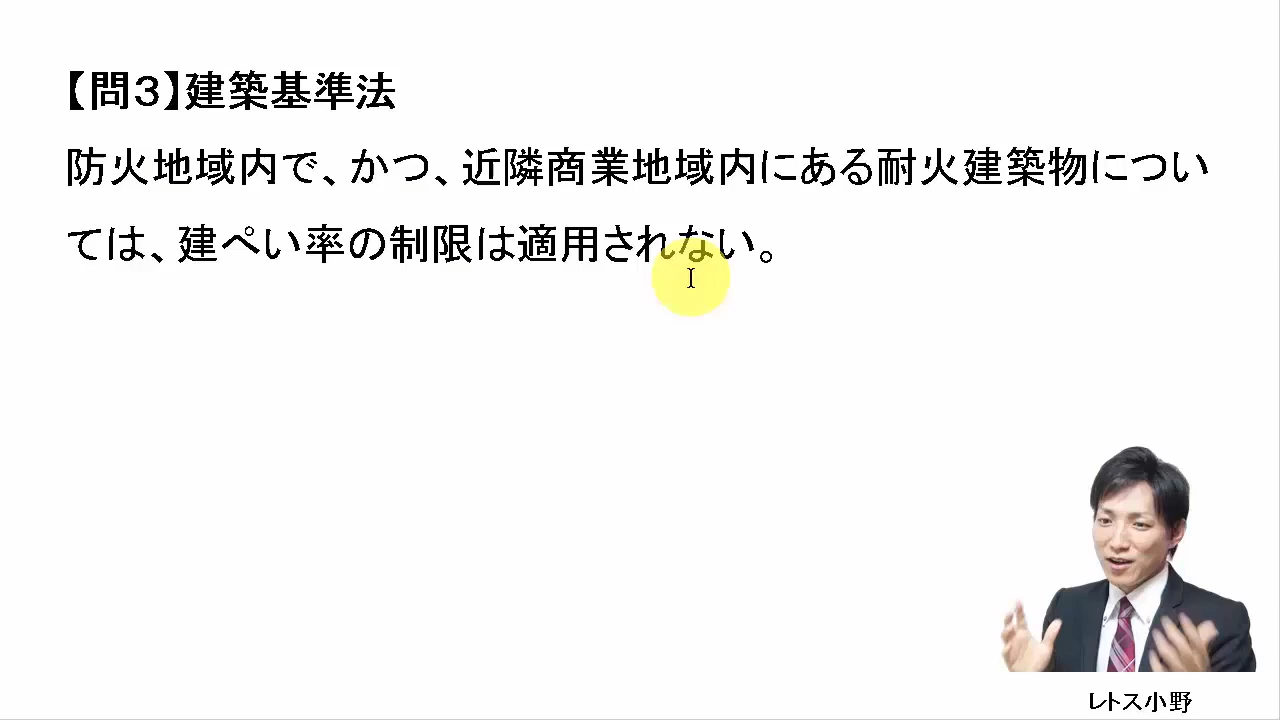 【問3】建築基準法
防火地域内で、かつ、近隣商業地域内にある耐火建築物につい
ては、建ぺい率の制限は適用されない。
レトス小野